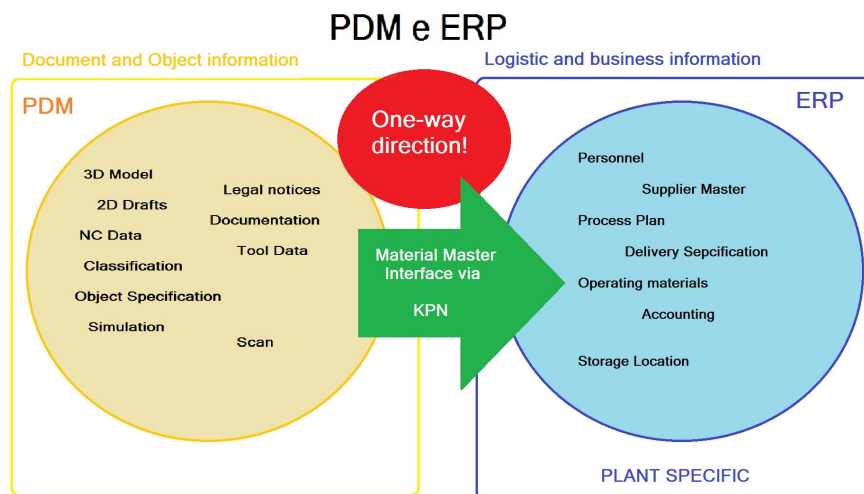 PDM e ERP
Document and Object information
Logistic and business information
PDM
ERP
One-way
direction!
3D Model
Legal notices
2D Drafts
Documentation
NC Data
Tool Data
Classification
Object Specification
Simulation
Scan
Material Master
Interface via
KPN
Personnel
Supplier Master
Process Plan
Delivery Sepcification
Operating materials
Accounting
Storage Location
PLANT SPECIFIC